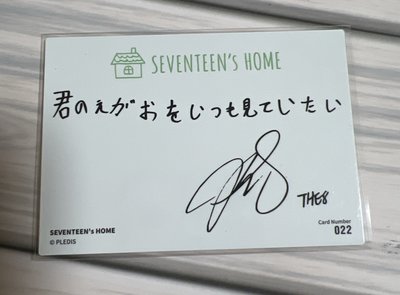 SEVENTEEN's HOME
君のえがおをいつも見ていたい
THE8
SEVENTEEN's HOME
© PLEDIS
Card Number
022